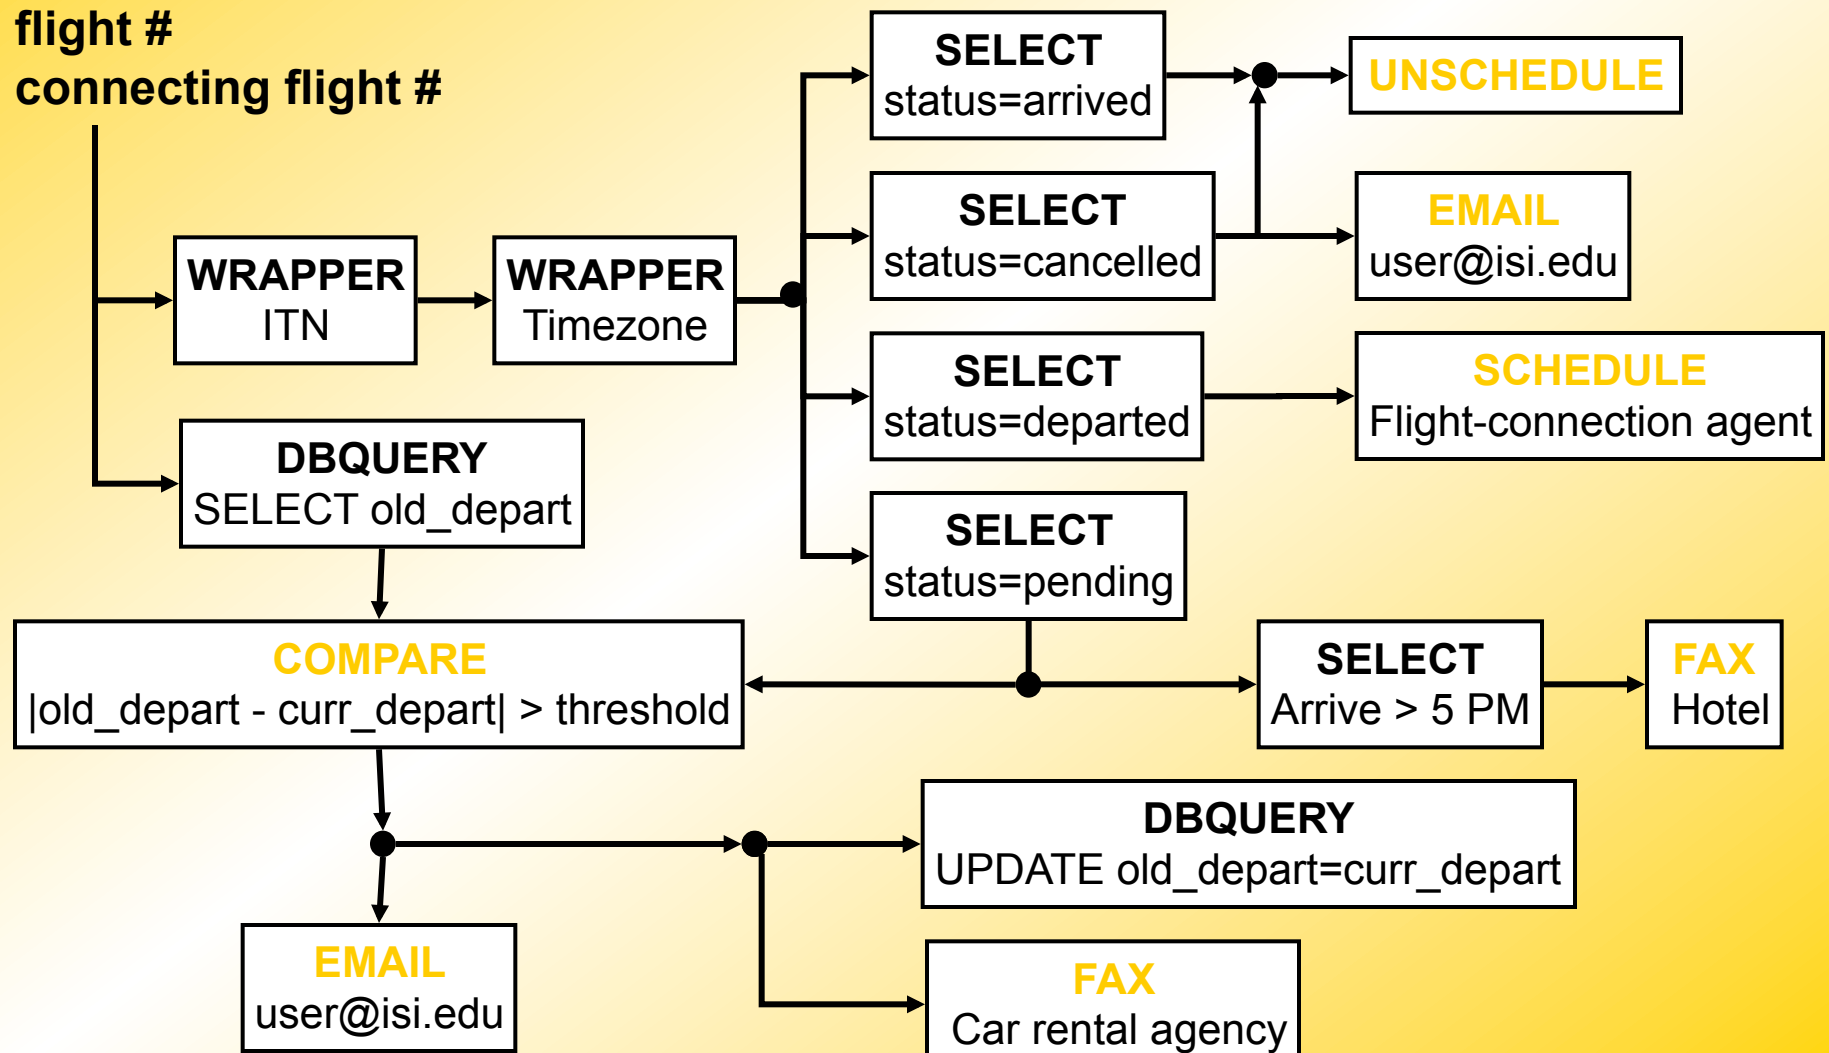 flight #
connecting flight #
SELECT
status=arrived
UNSCHEDULE
SELECT
status=cancelled
EMAIL
user@isi.edu
WRAPPER
ITN
WRAPPER
Timezone
SELECT
status=departed
SCHEDULE
Flight-connection agent
DBQUERY
SELECT old_depart
SELECT
status=pending
COMPARE
|old_depart - curr_depart| > threshold
SELECT
Arrive > 5 PM
FAX
Hotel
DBQUERY
UPDATE old_depart=curr_depart
EMAIL
user@isi.edu
FAX
Car rental agency